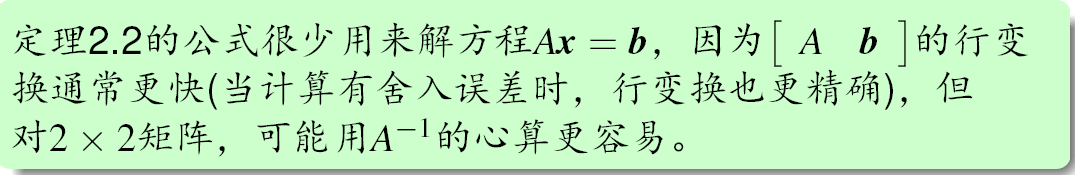 定理2.2的公式很少用来解方程Ax = b，因为[ A b ]的行变
换通常更快(当计算有舍入误差时，行变换也更精确)，但
对2 × 2矩阵，可能用A⁻¹的心算更容易。